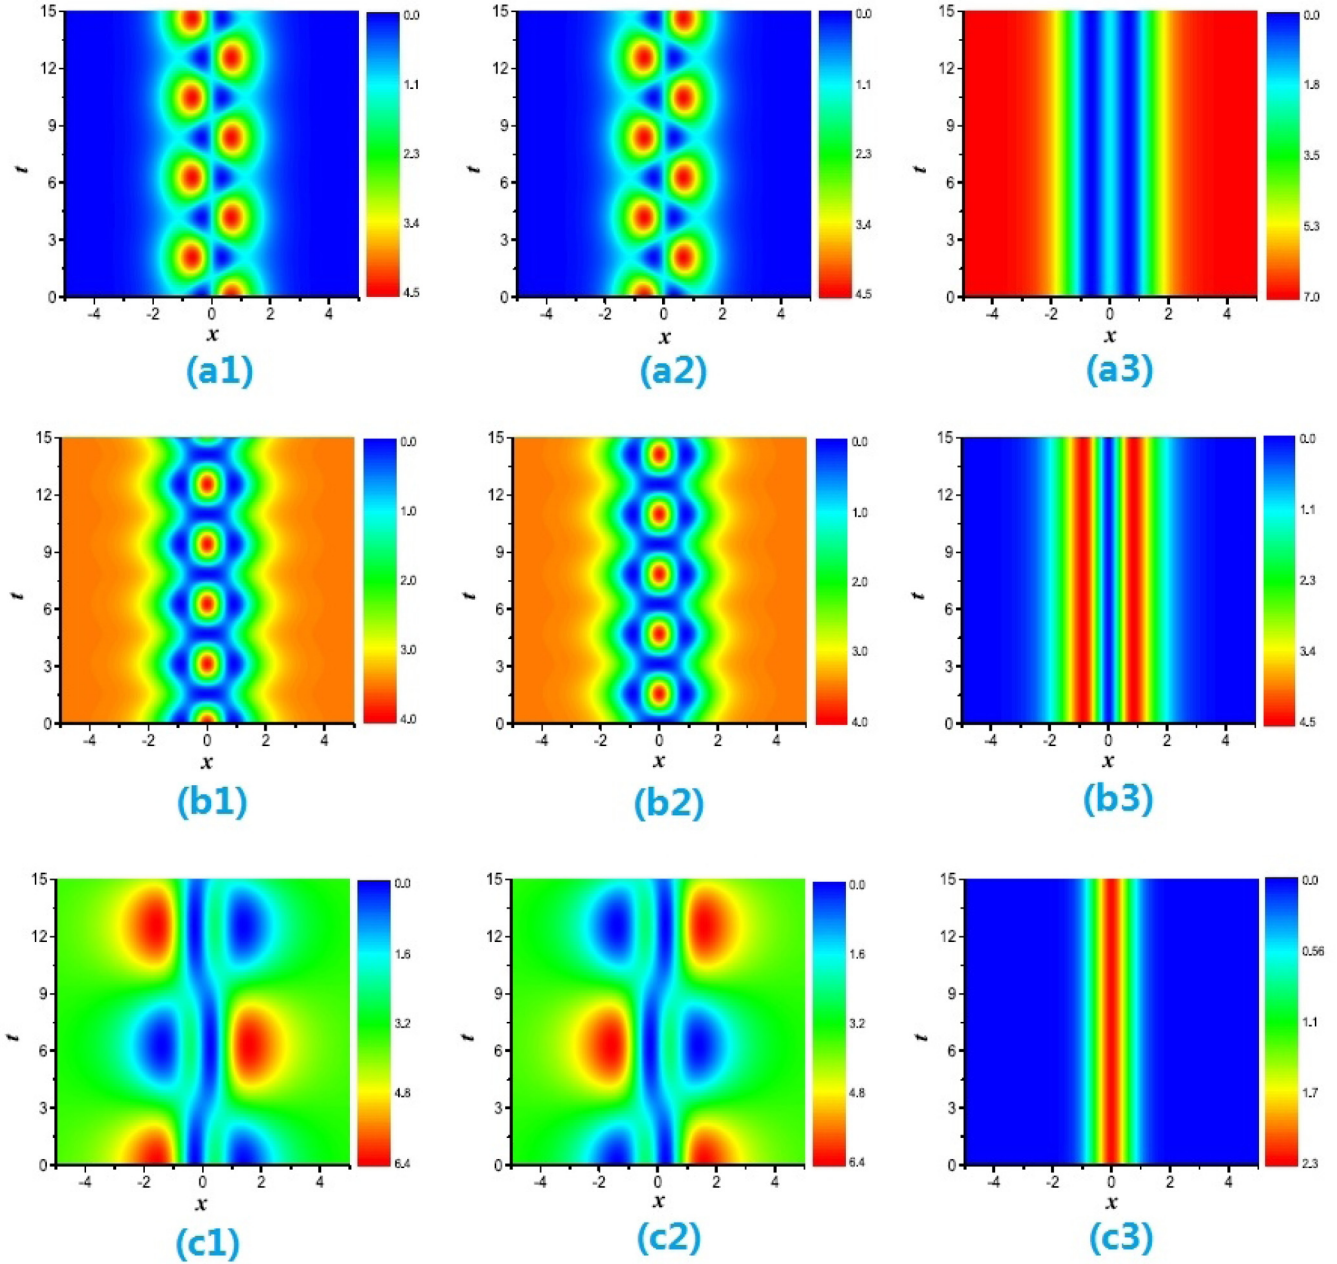 15 12 9 6 3 0
t
-4 -2 0 2 4
x
0.0 1.1 2.3 3.4 4.5
(a1)
15 12 9 6 3 0
t
-4 -2 0 2 4
x
0.0 1.1 2.3 3.4 4.5
(a2)
15 12 9 6 3 0
t
-4 -2 0 2 4
x
0.0 1.8 3.5 5.3 7.0
(a3)
15 12 9 6 3 0
t
-4 -2 0 2 4
x
0.0 1.0 2.0 3.0 4.0
(b1)
15 12 9 6 3 0
t
-4 -2 0 2 4
x
0.0 1.0 2.0 3.0 4.0
(b2)
15 12 9 6 3 0
t
-4 -2 0 2 4
x
0.0 1.1 2.3 3.4 4.5
(b3)
15 12 9 6 3 0
t
-4 -2 0 2 4
x
0.0 1.6 3.2 4.8 6.4
(c1)
15 12 9 6 3 0
t
-4 -2 0 2 4
x
0.0 1.6 3.2 4.8 6.4
(c2)
15 12 9 6 3 0
t
-4 -2 0 2 4
x
0.0 0.56 1.1 1.7 2.3
(c3)